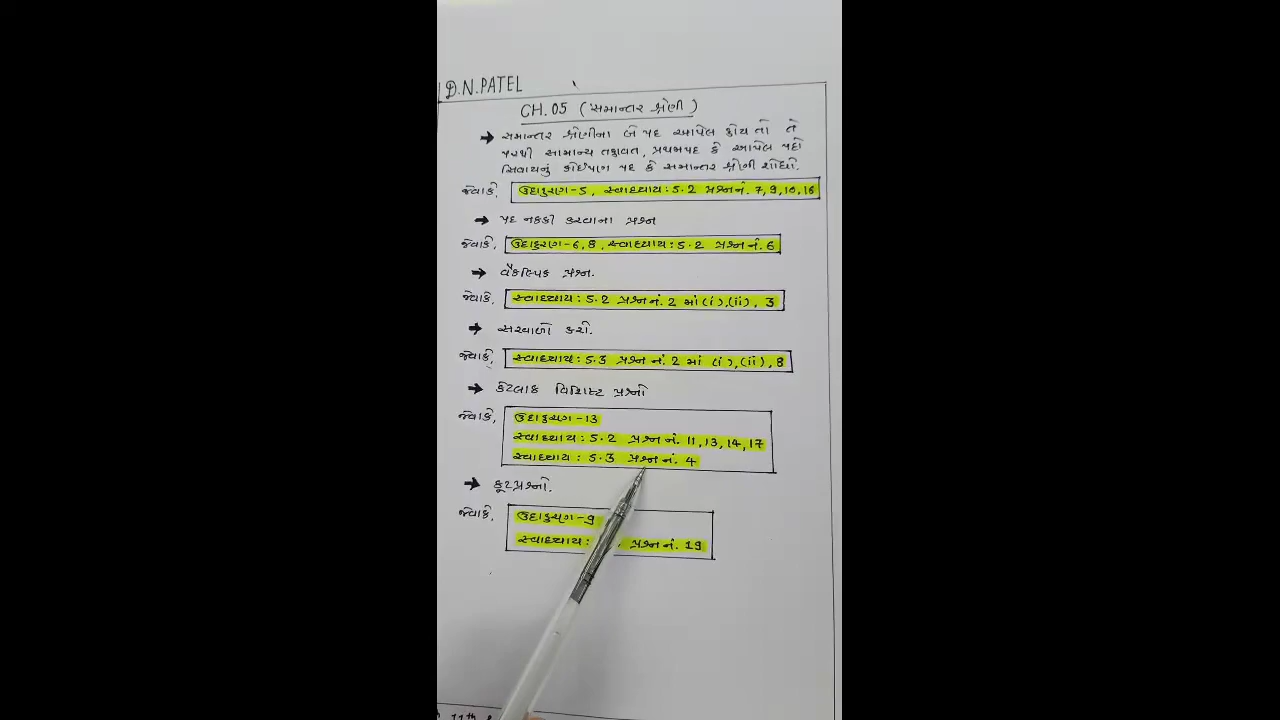 D.N.PATEL
CH.05 (સમાન્તર શ્રેણી)
→ સમાન્તર શ્રેણીના બે પદ આપેલ હોય તો તે
પરથી સામાન્ય તફાવત, પ્રથમપદ કે આપેલ પદો
સિવાયનું કોઈપણ પદ કે સમાન્તર શ્રેણી શોધો.
જેવાકે, ઉદાહરણ-5, સ્વાધ્યાય:5.2 પ્રશ્ન નં. 7,9,10,16
→ પદ નક્કી કરવાના પ્રશ્ન
જેવાકે, ઉદાહરણ-6,8, સ્વાધ્યાય:5.2 પ્રશ્ન નં.6
→ વૈકલ્પિક પ્રશ્ન.
જેવાકે, સ્વાધ્યાય:5.2 પ્રશ્ન નં.2 માં (i),(ii), 3
→ સરવાળો કરો.
જેવાકે, સ્વાધ્યાય:5.3 પ્રશ્ન નં.2 માં (i),(ii),8
→ કેટલાક વિશિષ્ટ પ્રશ્નો
જેવાકે, ઉદાહરણ-13
સ્વાધ્યાય: 5.2 પ્રશ્ન નં. 11,13,14,17
સ્વાધ્યાય: 5.3 પ્રશ્ન નં. 4
→ કૂટપ્રશ્નો.
જેવાકે, ઉદાહરણ-9
સ્વાધ્યાય: પ્રશ્ન નં. 19
11th